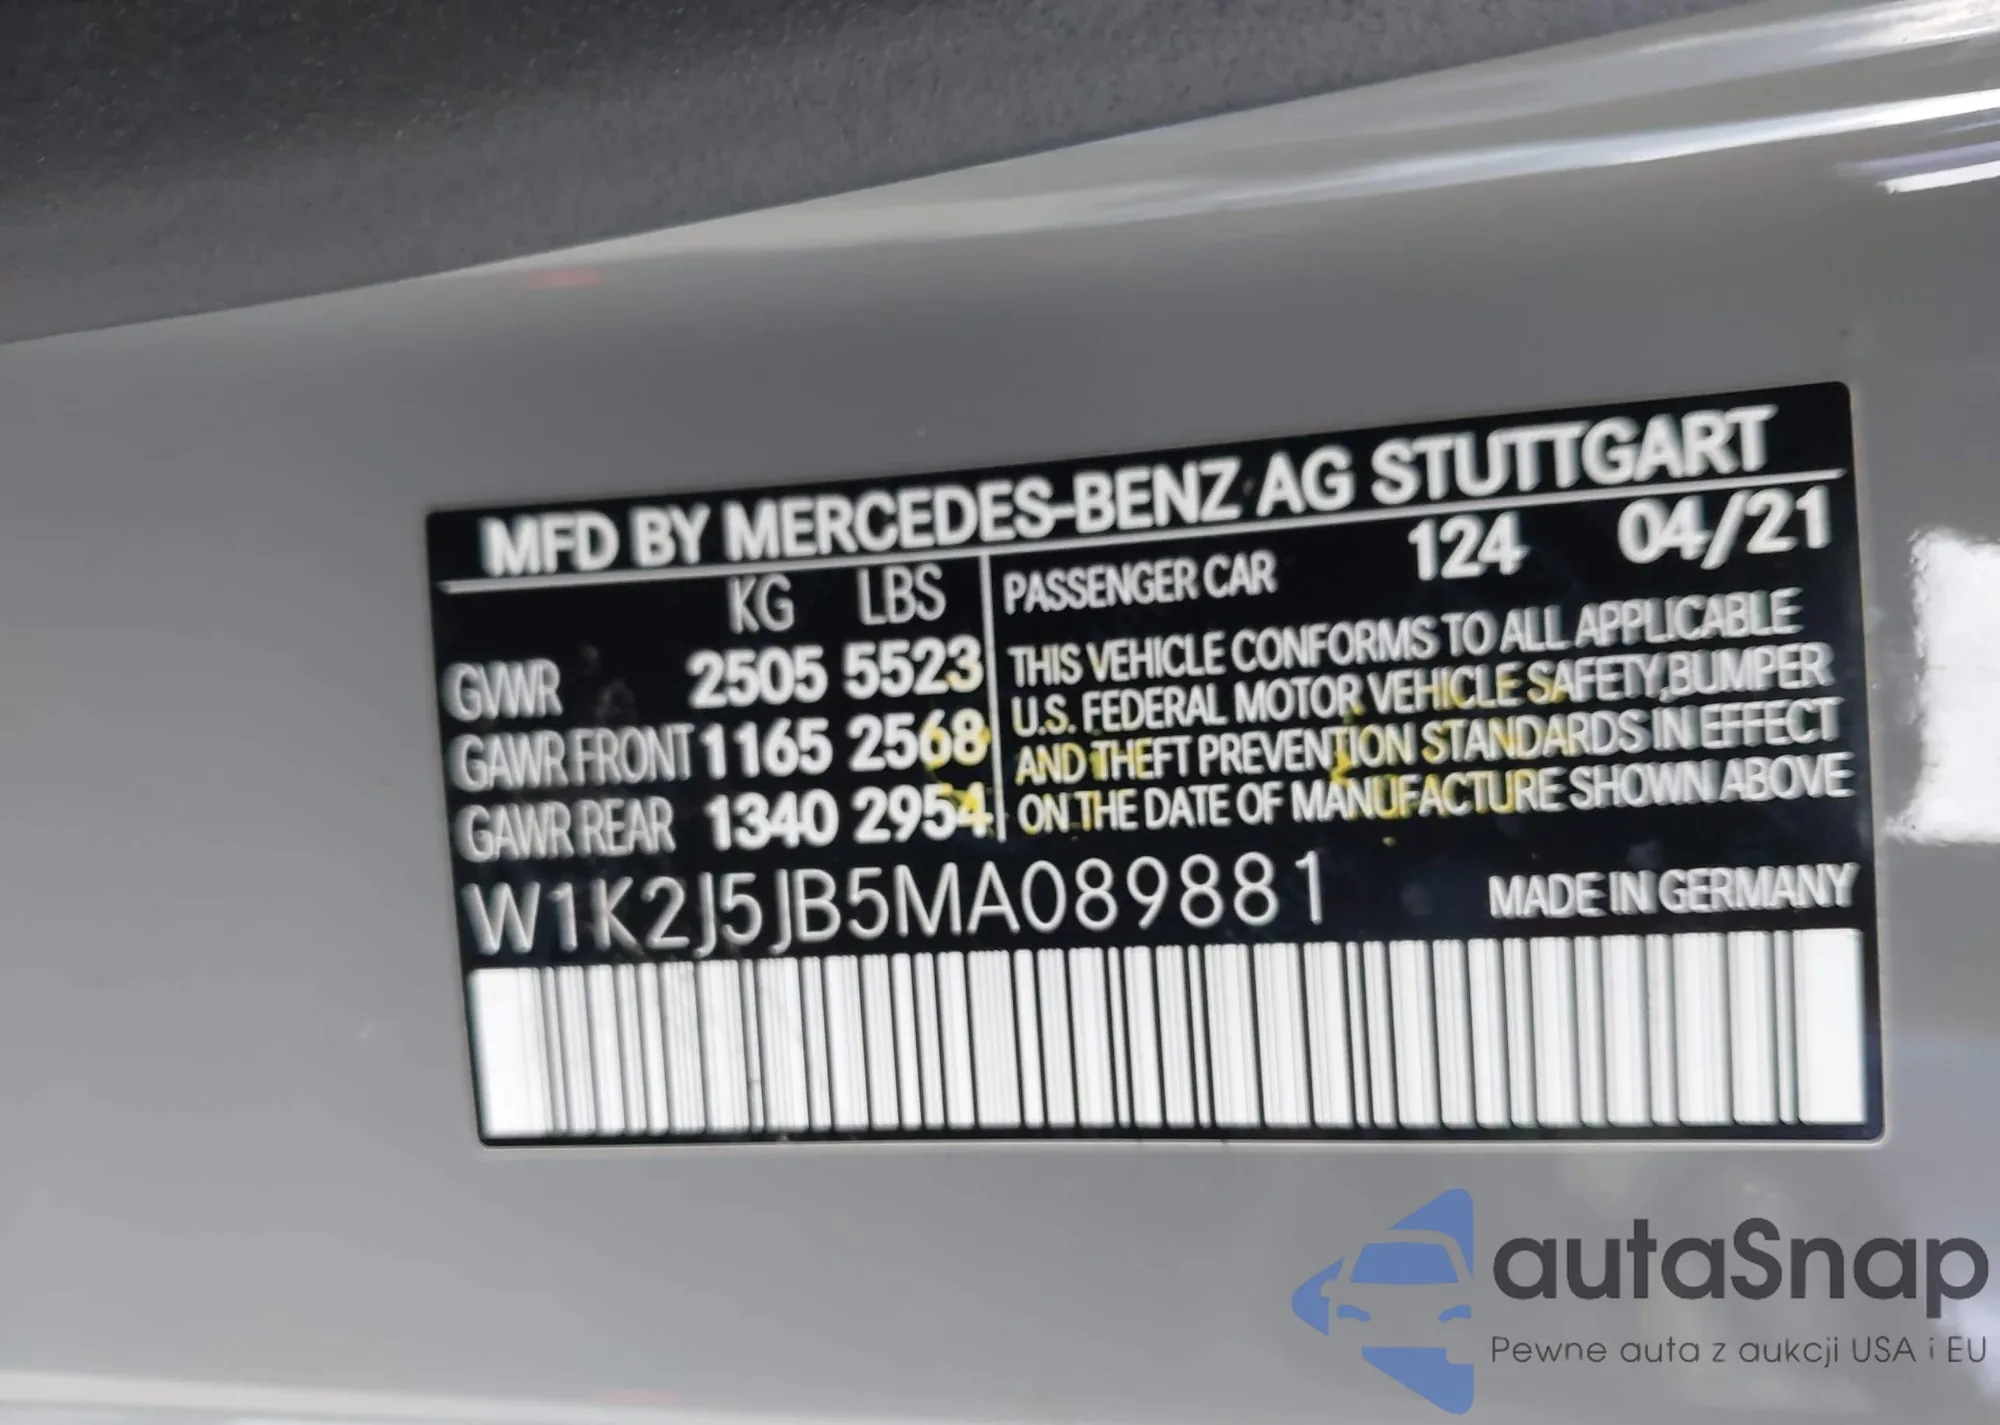 MFD BY MERCEDES-BENZ AG STUTTGART
KG LBS
GVWR 2505 5523
GAWR FRONT 1165 2568
GAWR REAR 1340 2954
PASSENGER CAR 124 04/21
THIS VEHICLE CONFORMS TO ALL APPLICABLE
U.S. FEDERAL MOTOR VEHICLE SAFETY,BUMPER
AND THEFT PREVENTION STANDARDS IN EFFECT
ON THE DATE OF MANUFACTURE SHOWN ABOVE
W1K2J5JB5MA089881
MADE IN GERMANY
autaSnap
Pewne auta z aukcji USA i EU